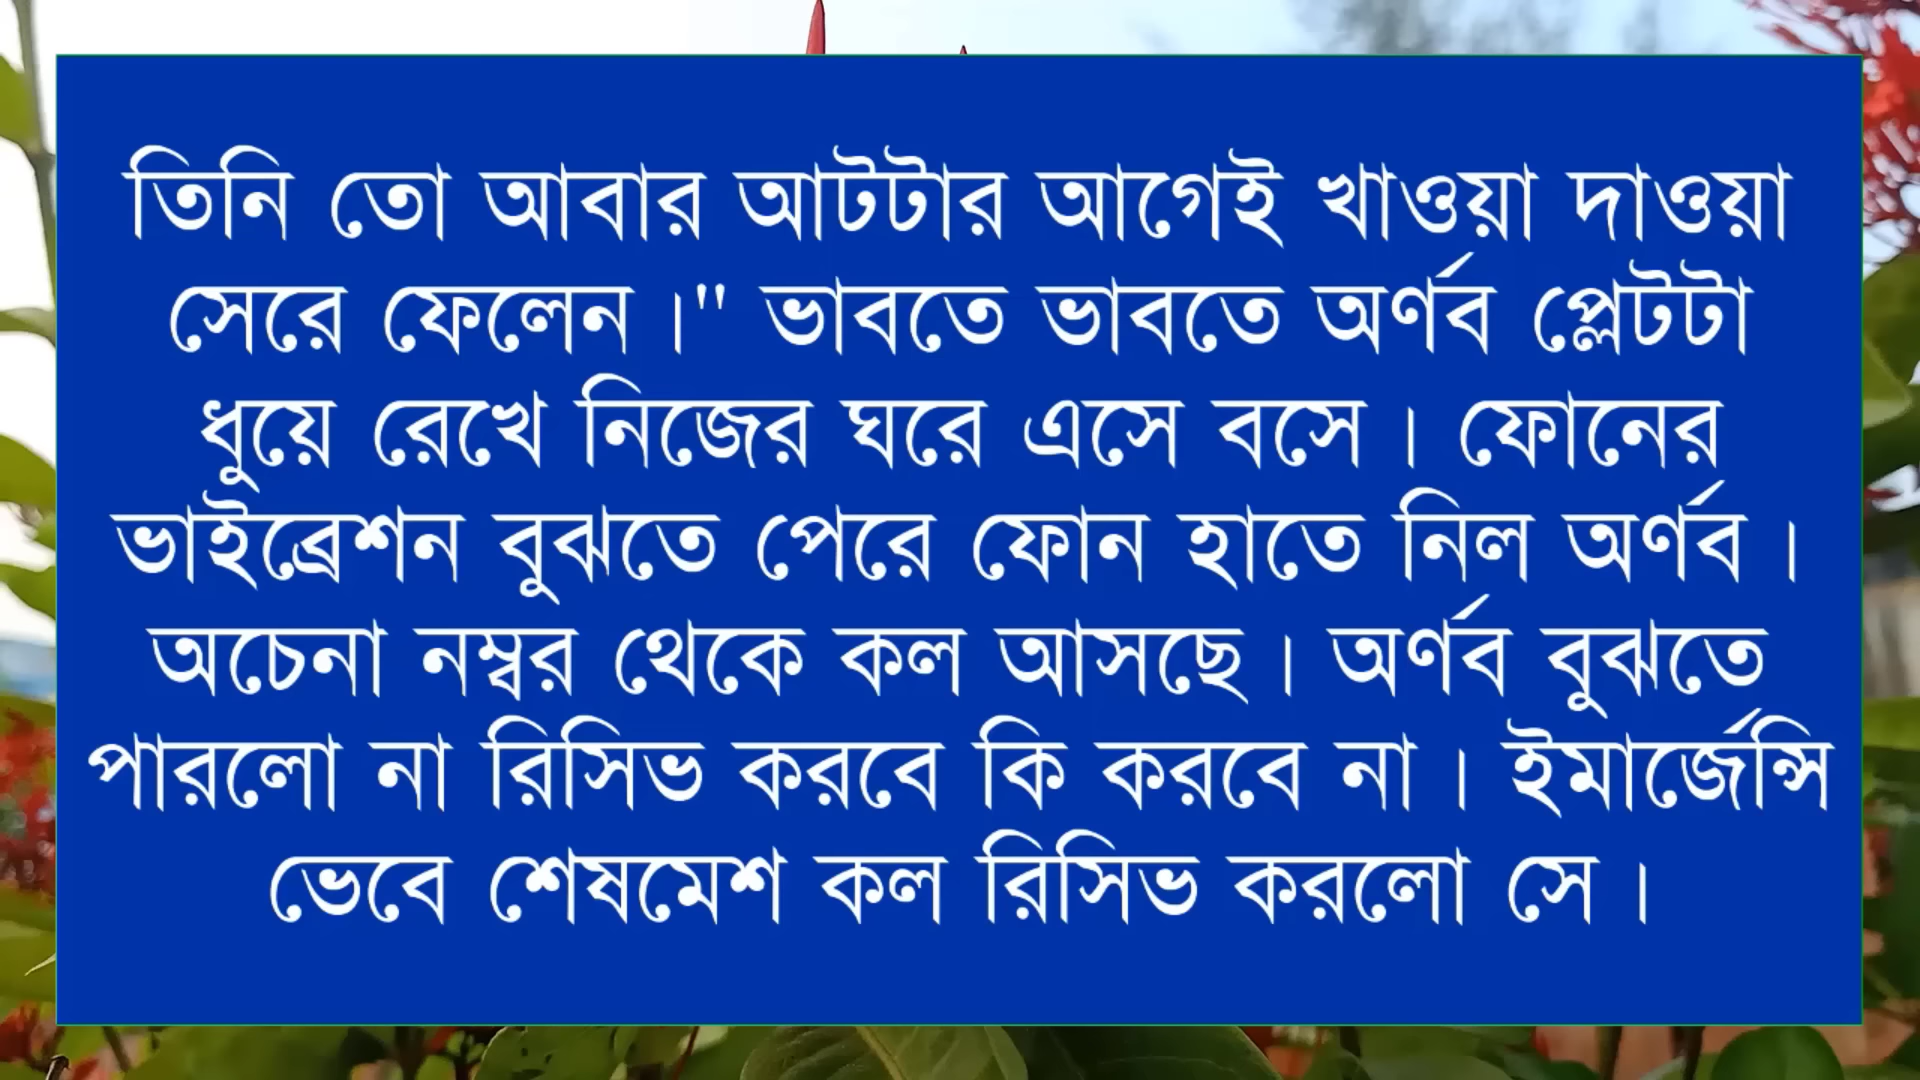 তিনি তো আবার আটটার আগেই খাওয়া দাওয়া
সেরে ফেলেন।" ভাবতে ভাবতে অর্ণব প্লেটটা
ধুয়ে রেখে নিজের ঘরে এসে বসে। ফোনের
ভাইব্রেশন বুঝতে পেরে ফোন হাতে নিল অর্ণব।
অচেনা নম্বর থেকে কল আসছে। অর্ণব বুঝতে
পারলো না রিসিভ করবে কি করবে না। ইমার্জেন্সি
ভেবে শেষমেশ কল রিসিভ করলো সে।